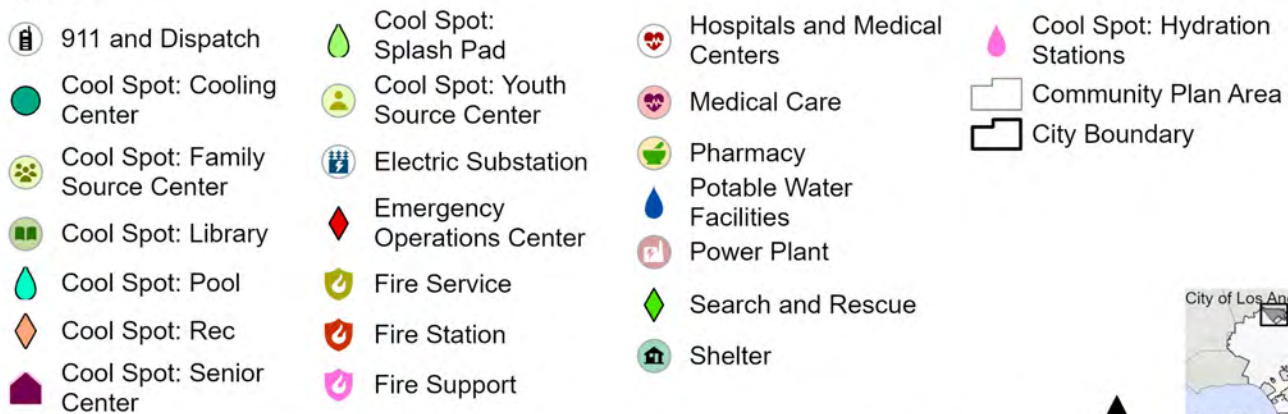 911 and Dispatch
Cool Spot: Cooling
Center
Cool Spot: Family
Source Center
Cool Spot: Library
Cool Spot: Pool
Cool Spot: Rec
Cool Spot: Senior
Center
Cool Spot:
Splash Pad
Cool Spot: Youth
Source Center
Electric Substation
Emergency
Operations Center
Fire Service
Fire Station
Fire Support
Hospitals and Medical
Centers
Medical Care
Pharmacy
Potable Water
Facilities
Power Plant
Search and Rescue
Shelter
Cool Spot: Hydration
Stations
Community Plan Area
City Boundary
City of Los An